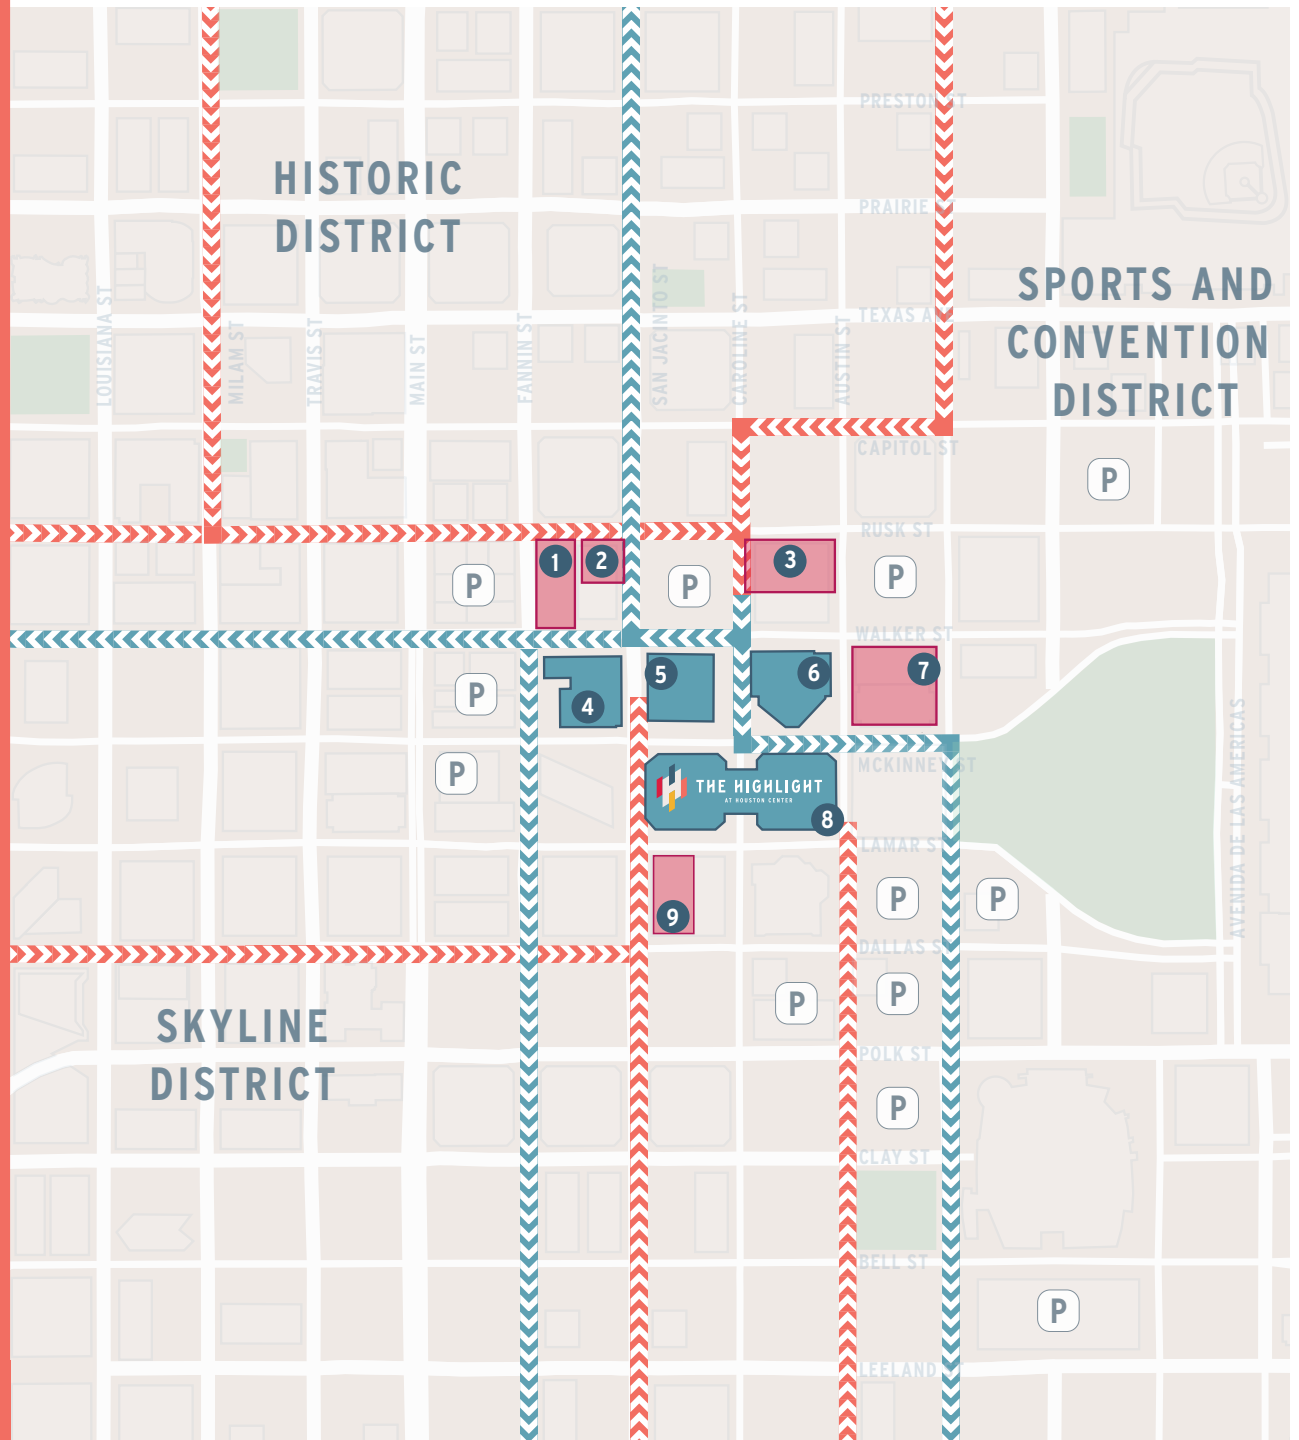 PRESTON ST
HISTORIC
DISTRICT
PRAIRIE ST
SPORTS AND
CONVENTION
DISTRICT
TEXAS AVE
LOUISIANA ST
MILAM ST
TRAVIS ST
MAIN ST
FANNIN ST
SAN JACINTO ST
CAROLINE ST
AUSTIN ST
CAPITOL ST
P
RUSK ST
1
2
3
P
P
P
WALKER ST
4
5
6
7
P
MCKINNEY ST
P
THE HIGHLIGHT
AT HOUSTON CENTER
8
LAMAR ST
AVENIDA DE LAS AMERICAS
9
P
P
DALLAS ST
P
P
SKYLINE
DISTRICT
POLK ST
P
CLAY ST
BELL ST
P
LEELAND ST